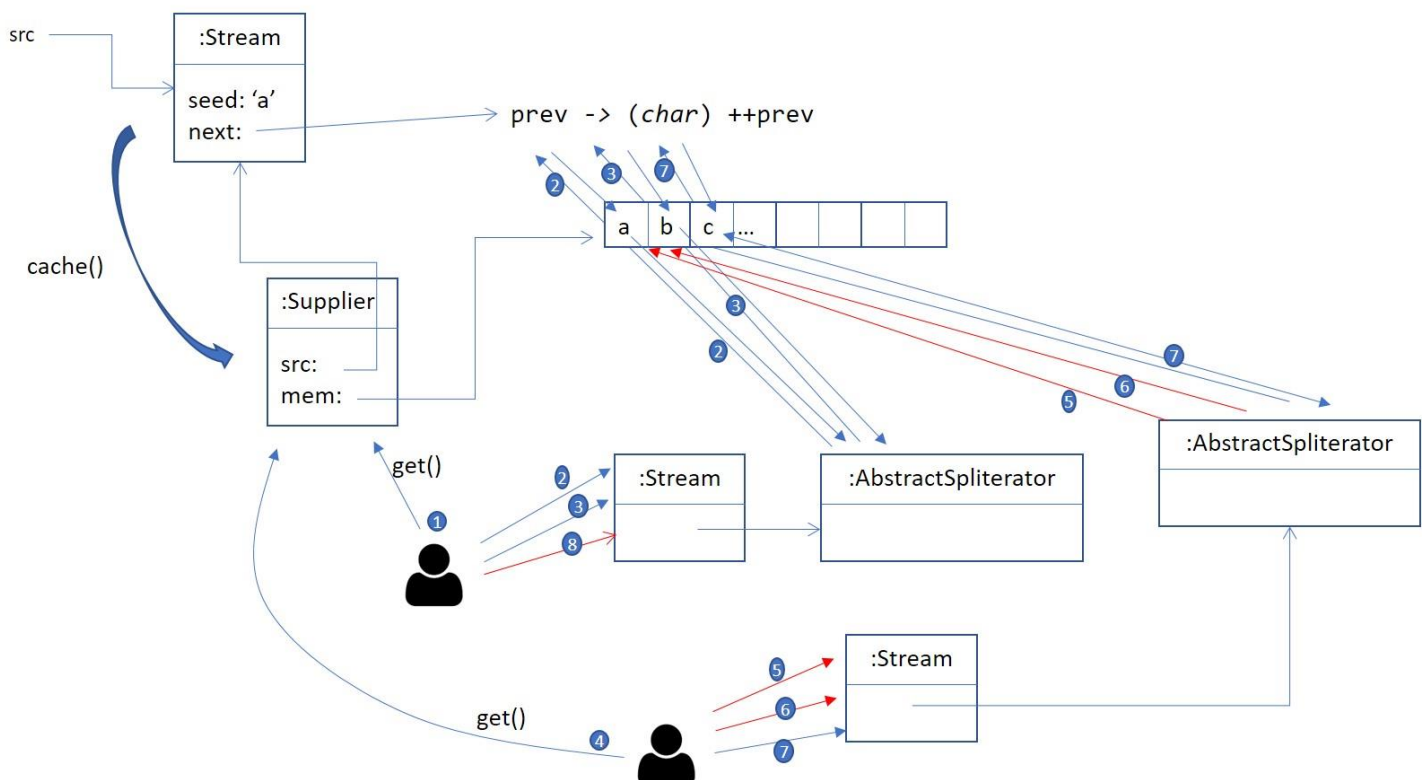 src
:Stream
seed: ‘a’
next:
prev -> (char) ++prev
2
3
7
a b c ...
cache()
:Supplier
src:
mem:
3
2
7
6
5
:AbstractSpliterator
get()
1
2
3
8
:Stream
:AbstractSpliterator
get()
4
5
6
7
:Stream